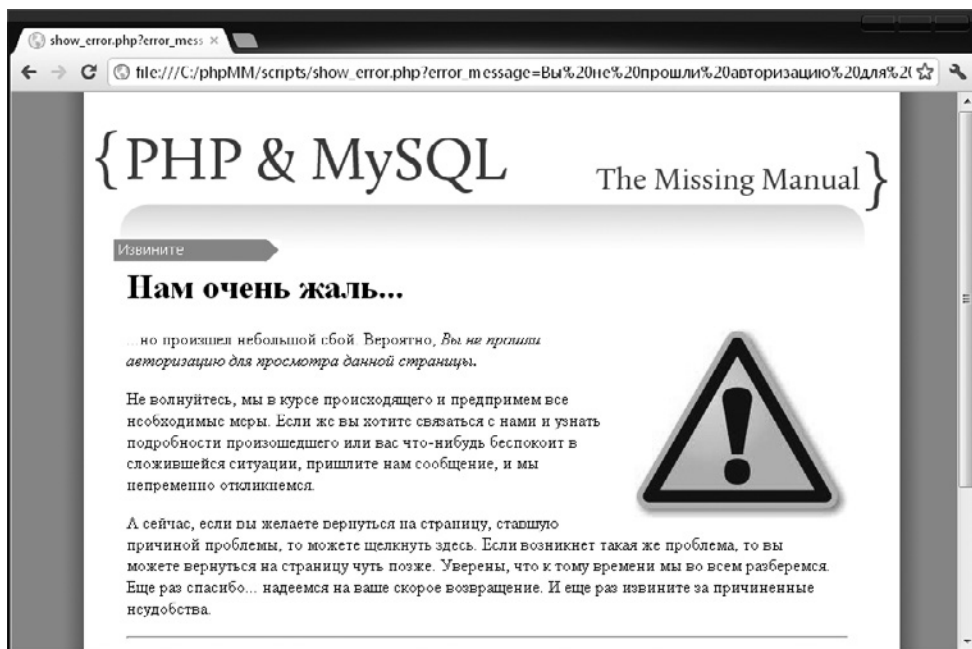 show_error.php?error_mess
file:///C:/phpMM/scripts/show_error.php?error_message=Вы%20не%20прошли%20авторизацию%20для%2(
{PHP & MySQL
The Missing Manual}
Извините
Нам очень жаль...
...но произшел небольшой сбой. Вероятно, Вы не прошли
авторизацию для просмотра данной страницы.
Не волнуйтесь, мы в курсе происходящего и предпримем все
необходимые меры. Если же вы хотите связаться с нами и узнать
подробности произошедшего или вас что-нибудь беспокоит в
сложившейся ситуации, пришлите нам сообщение, и мы
непременно откликнемся.
А сейчас, если вы желаете вернуться на страницу, ставшую
причиной проблемы, то можете щелкнуть здесь. Если возникнет такая же проблема, то вы
можете вернуться на страницу чуть позже. Уверены, что к тому времени мы во всем разберемся.
Еще раз спасибо... надеемся на ваше скорое возвращение. И еще раз извините за причиненные
неудобства.